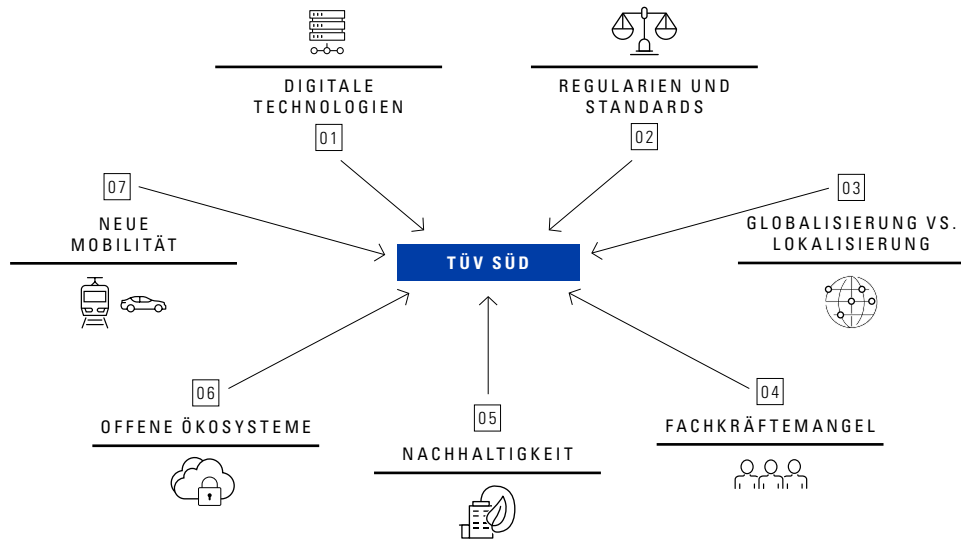 DIGITALE
TECHNOLOGIEN
01
REGULARIEN UND
STANDARDS
02
03
GLOBALISIERUNG VS.
LOKALISIERUNG
04
FACHKRÄFTEMANGEL
05
NACHHALTIGKEIT
06
OFFENE ÖKOSYSTEME
07
NEUE
MOBILITÄT
TÜV SÜD